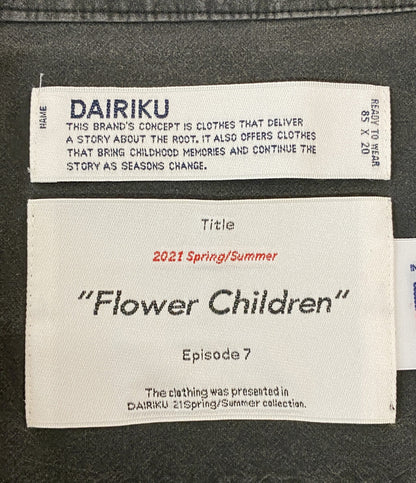 NAME
DAIRIKU
THIS BRAND'S CONCEPT IS CLOTHES THAT DELIVER
A STORY ABOUT THE ROOT. IT ALSO OFFERS CLOTHES
THAT BRING CHILDHOOD MEMORIES AND CONTINUE THE
STORY AS SEASONS CHANGE.
READY TO WEAR
85 X 20
Title
2021 Spring/Summer
"Flower Children"
Episode 7
The clothing was presented in
DAIRIKU 21Spring/Summer collection.